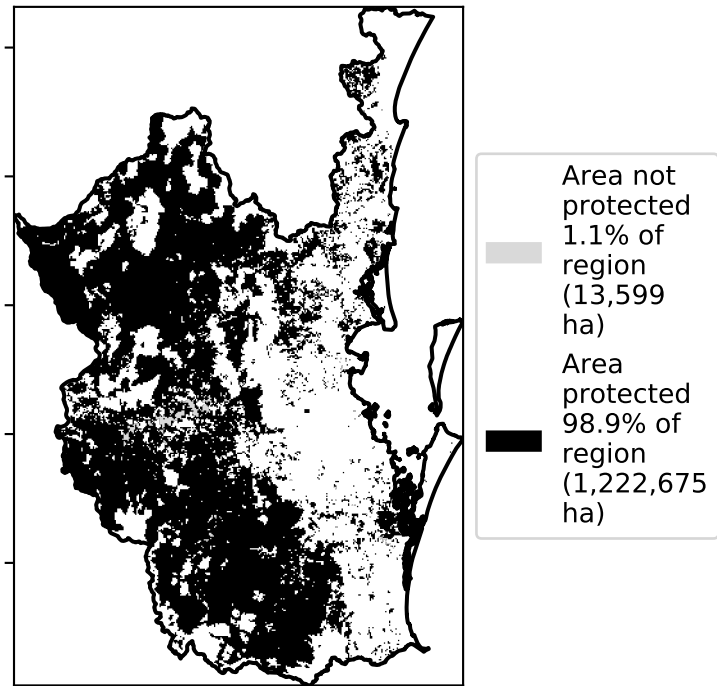 Area not
protected
1.1% of
region
(13,599
ha)
Area
protected
98.9% of
region
(1,222,675
ha)